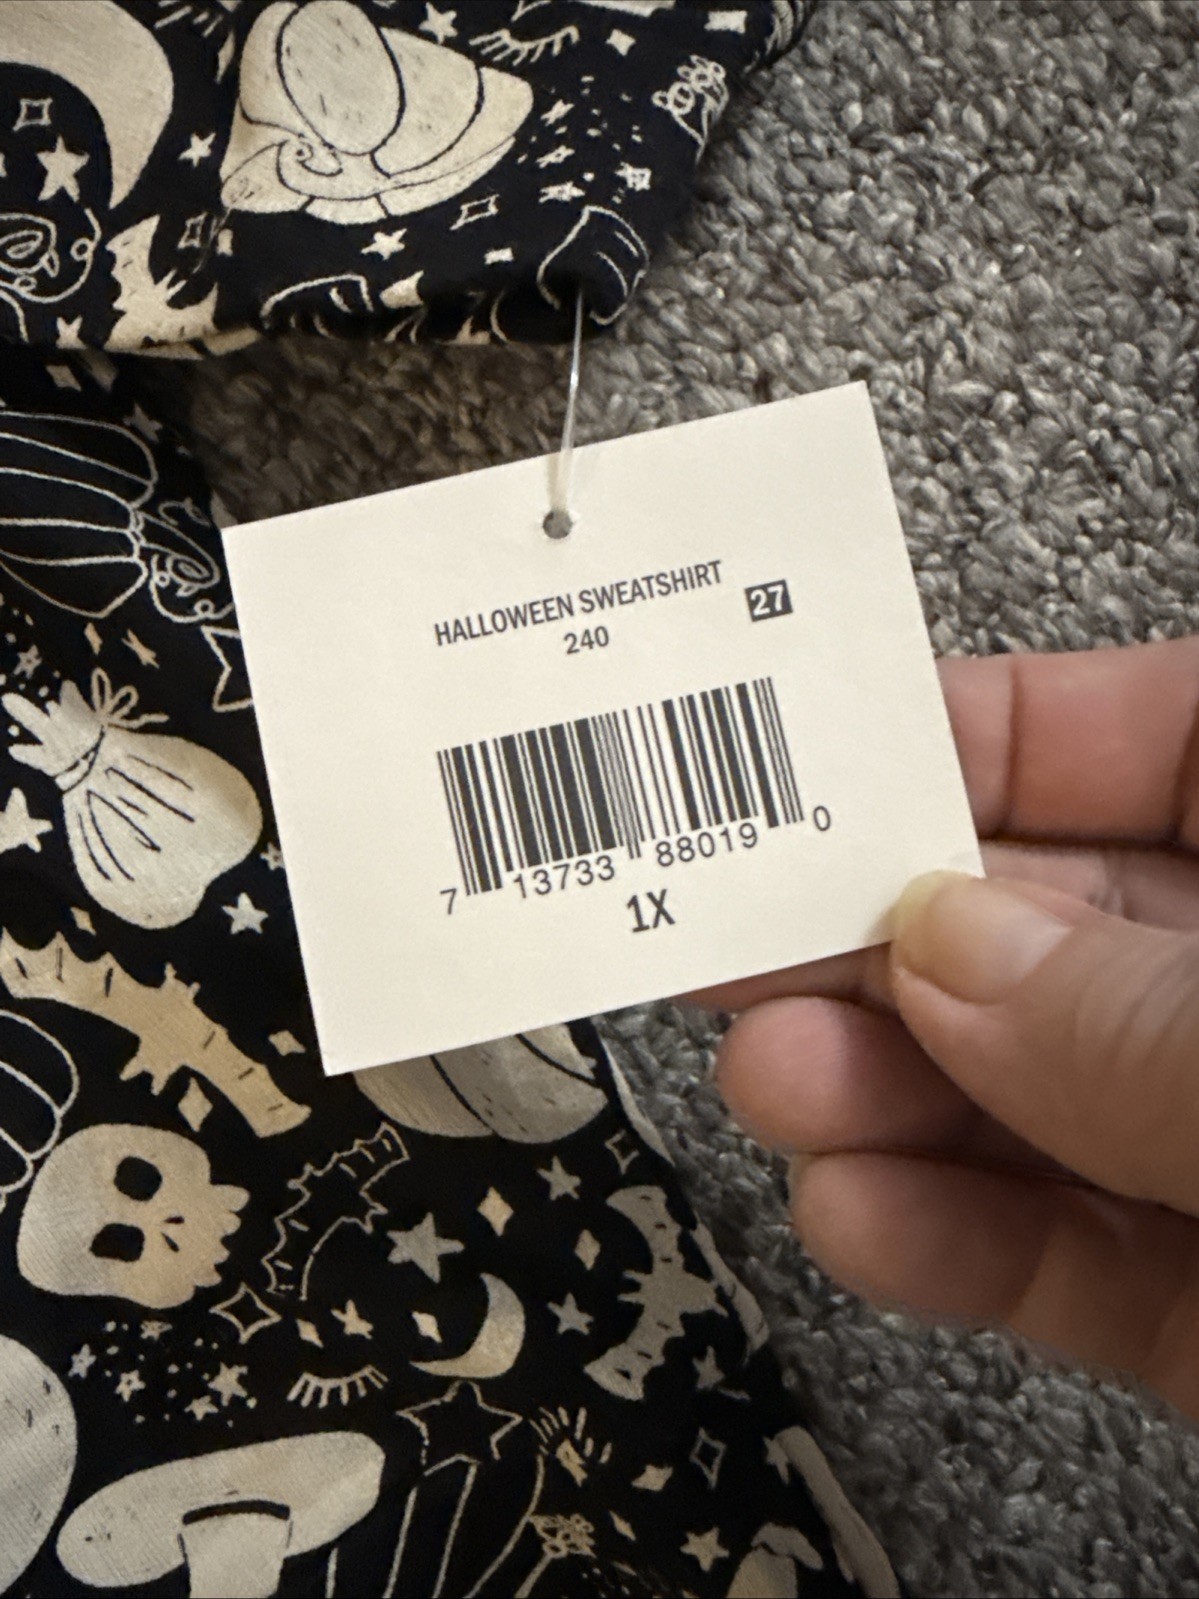 HALLOWEEN SWEATSHIRT
27
240
7 13733 88019 0
1X